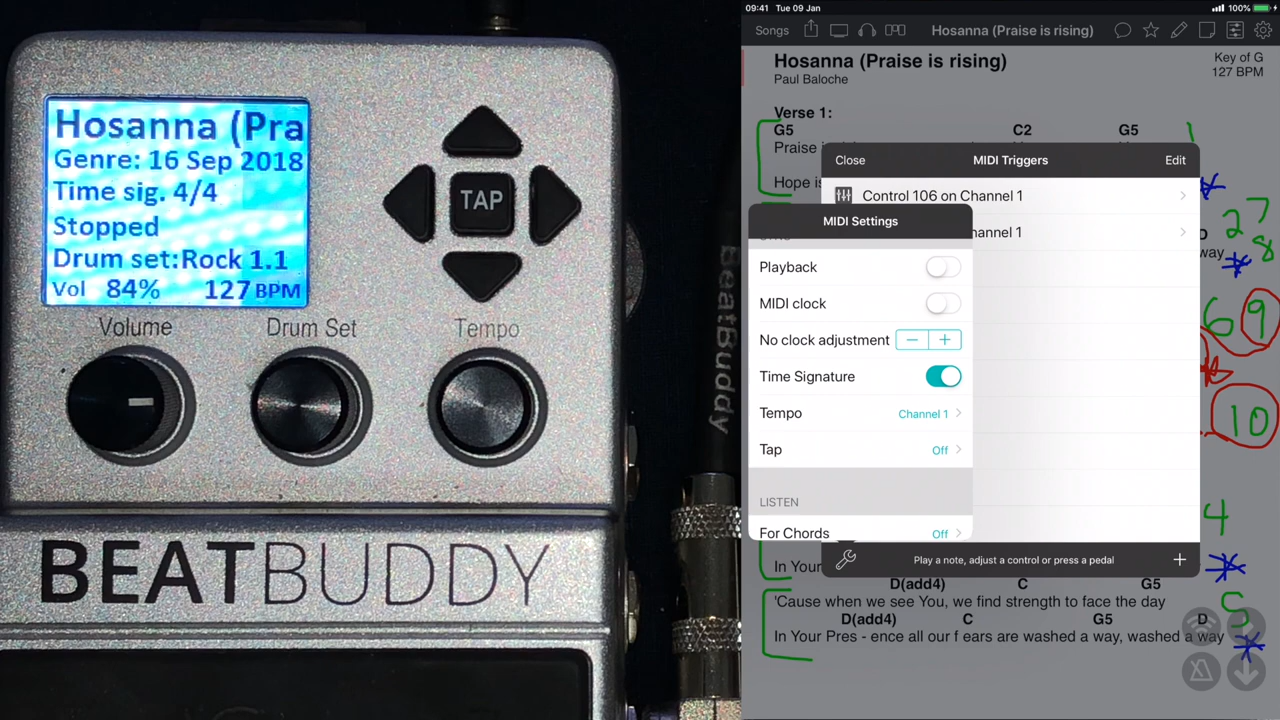 Hosanna (Pra
Genre: 16 Sep 2018
Time sig. 4/4
Stopped
Drum set:Rock 1.1
Vol 84% 127 BPM
TAP
Volume
Drum Set
Tempo
BEATBUDDY
BeatBuddy
09:41 Tue 09 Jan
100%
Songs
Hosanna (Praise is rising)
Hosanna (Praise is rising)
Paul Baloche
Key of G
127 BPM
Verse 1:
G5 C2 G5
Praise
Hope is
Close
MIDI Triggers
Edit
Control 106 on Channel 1
hannel 1
MIDI Settings
Playback
MIDI clock
No clock adjustment
− +
Time Signature
Tempo Channel 1
Tap Off
LISTEN
For Chords Off
Play a note, adjust a control or press a pedal
+
way
27
8
6 9
10
4
5
In Your
D(add4) C G5
'Cause when we see You, we find strength to face the day
D(add4) C G5 D
In Your Pres - ence all our f ears are washed a way, washed a way